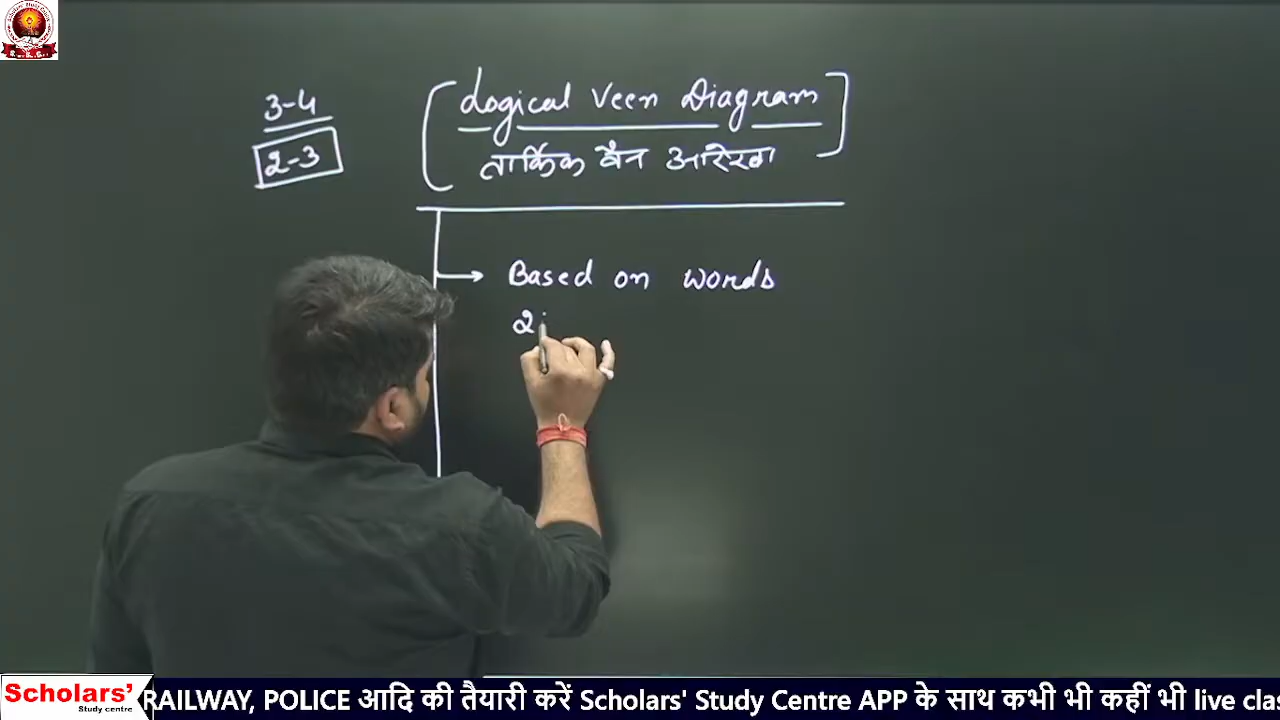 3-4
2-3
Logical Veen Diagram
तार्किक वैन आरेख
Based on words
2
Scholars'
Study centre
RAILWAY, POLICE आदि की तैयारी करें Scholars' Study Centre APP के साथ कभी भी कहीं भी live clas